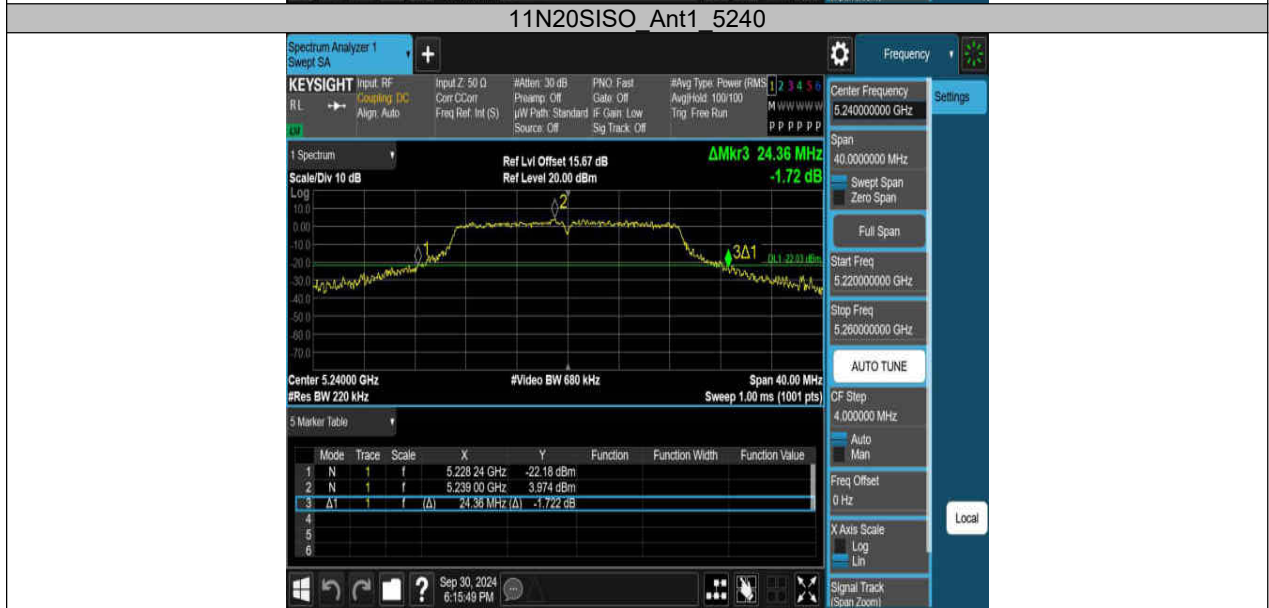 11N20SISO_Ant1_5240
Spectrum Analyzer 1
Swept SA
+
Frequency
KEYSIGHT
RL
LM
Input: RF
Coupling: DC
Align: Auto
Input Z: 50 Ω
Corr CCorr
Freq Ref: Int (S)
#Atten: 30 dB
Preamp: Off
µW Path: Standard
Source: Off
PNO: Fast
Gate: Off
IF Gain: Low
Sig Track: Off
#Avg Type: Power (RMS
Avg|Hold: 100/100
Trig: Free Run
1 2 3 4 5 6
M W W W W W
P P P P P P
1 Spectrum
Scale/Div 10 dB
Ref Lvl Offset 15.67 dB
Ref Level 20.00 dBm
ΔMkr3 24.36 MHz
-1.72 dB
Log
10.0
0.00
-10.0
-20.0
-30.0
-40.0
-50.0
-60.0
-70.0
1
2
3Δ1
DL1 -22.03 dBm
Center 5.24000 GHz
#Video BW 680 kHz
Span 40.00 MHz
#Res BW 220 kHz
Sweep 1.00 ms (1001 pts)
5 Marker Table
Mode Trace Scale X Y Function Function Width Function Value
1 N 1 f 5.228 24 GHz -22.18 dBm
2 N 1 f 5.239 00 GHz 3.974 dBm
3 Δ1 1 f (Δ) 24.36 MHz (Δ) -1.722 dB
4
5
6
?
Sep 30, 2024
6:15:49 PM
Center Frequency
5.240000000 GHz
Settings
Span
40.0000000 MHz
Swept Span
Zero Span
Full Span
Start Freq
5.220000000 GHz
Stop Freq
5.260000000 GHz
AUTO TUNE
CF Step
4.000000 MHz
Auto
Man
Freq Offset
0 Hz
X Axis Scale
Log
Lin
Local
Signal Track
(Span Zoom)